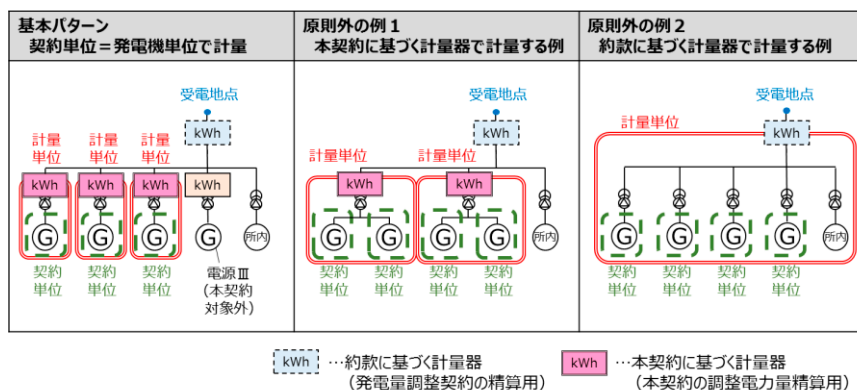 基本パターン
契約単位＝発電機単位で計量
受電地点
kWh
計量
単位
計量
単位
計量
単位
kWh
kWh
kWh
kWh
G
G
G
G
所内
契約
単位
契約
単位
契約
単位
電源Ⅲ
（本契約
対象外）
原則外の例１
本契約に基づく計量器で計量する例
受電地点
kWh
計量単位
計量単位
kWh
kWh
G
G
G
G
所内
契約
単位
契約
単位
契約
単位
契約
単位
原則外の例２
約款に基づく計量器で計量する例
受電地点
計量単位
kWh
G
G
G
G
所内
契約
単位
契約
単位
契約
単位
契約
単位
kWh …約款に基づく計量器
（発電量調整契約の精算用）
kWh …本契約に基づく計量器
（本契約の調整電力量精算用）